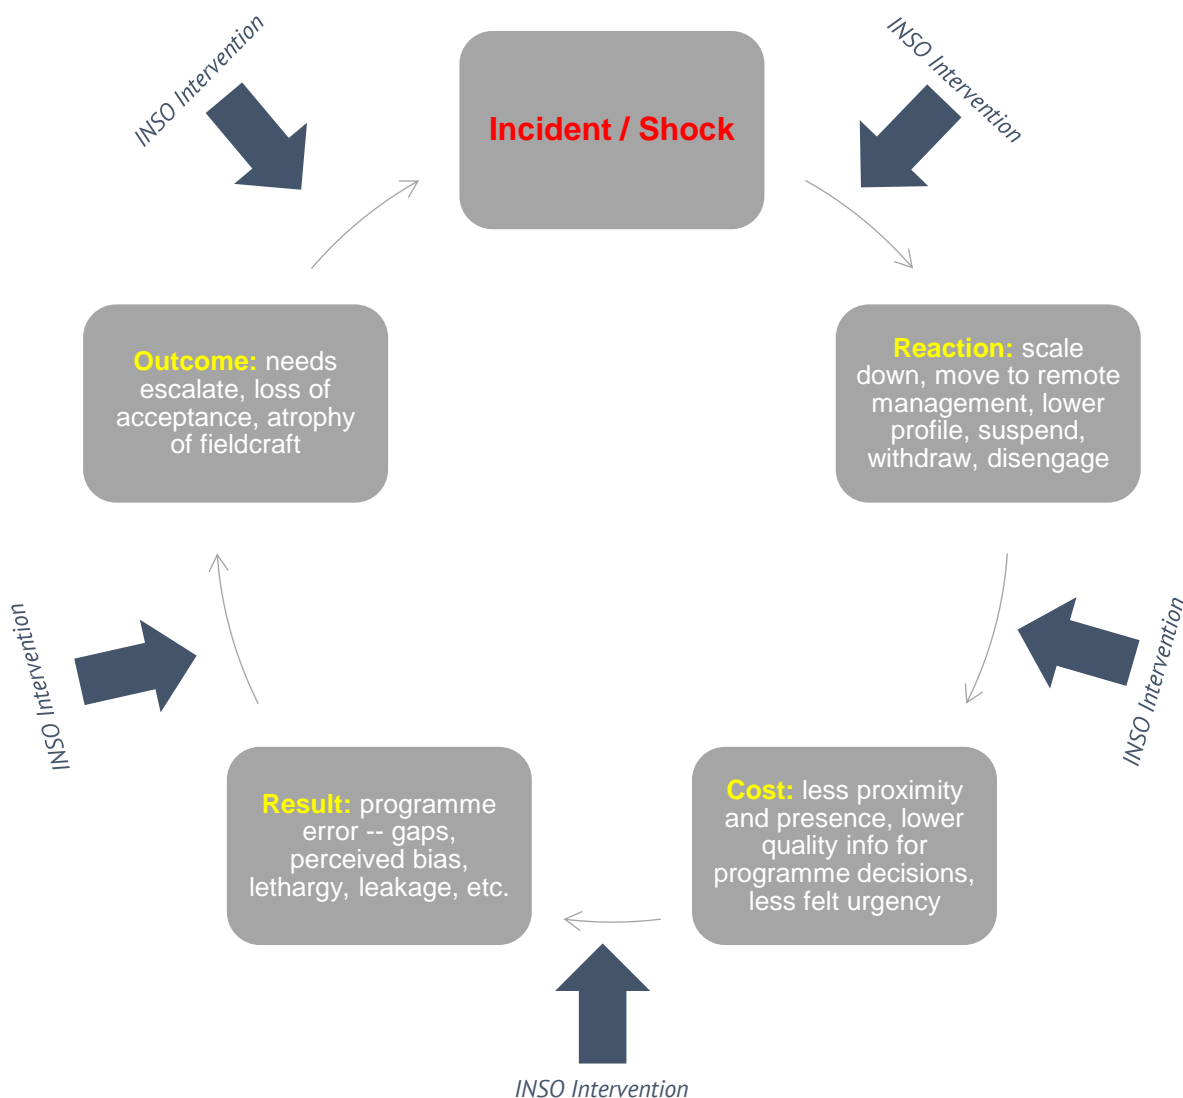 INSO Intervention
INSO Intervention
Incident / Shock
Outcome: needs
escalate, loss of
acceptance, atrophy
of fieldcraft
Reaction: scale
down, move to remote
management, lower
profile, suspend,
withdraw, disengage
INSO Intervention
INSO Intervention
Result: programme
error -- gaps,
perceived bias,
lethargy, leakage, etc.
Cost: less proximity
and presence, lower
quality info for
programme decisions,
less felt urgency
INSO Intervention